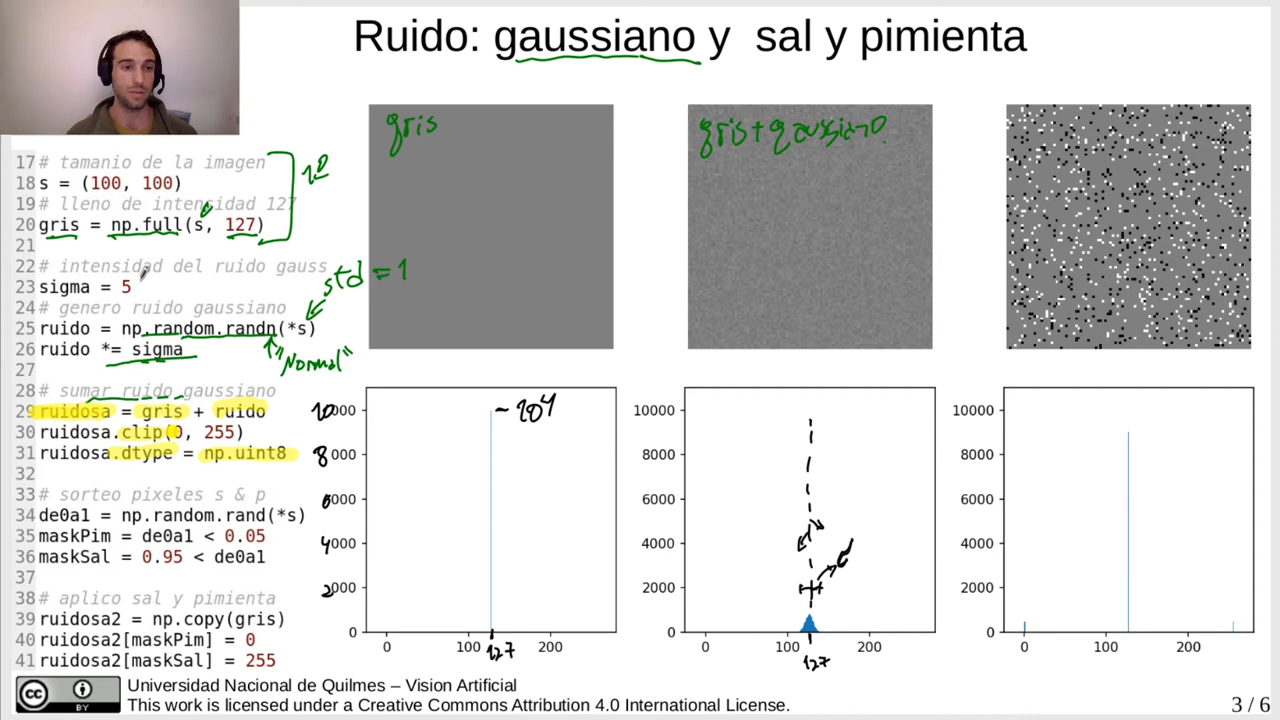 Ruido: gaussiano y sal y pimienta
gris
gris+gaussiano
17 # tamanio de la imagen
18 s = (100, 100)
19 # lleno de intensidad 127
20 gris = np.full(s, 127)
21
22 # intensidad del ruido gauss
23 sigma = 5
24 # genero ruido gaussiano
25 ruido = np.random.randn(*s)
26 ruido *= sigma
27
28 # sumar ruido gaussiano
29 ruidosa = gris + ruido
30 ruidosa.clip(0, 255)
31 ruidosa.dtype = np.uint8
32
33 # sorteo pixeles s & p
34 de0a1 = np.random.rand(*s)
35 maskPim = de0a1 < 0.05
36 maskSal = 0.95 < de0a1
37
38 # aplico sal y pimienta
39 ruidosa2 = np.copy(gris)
40 ruidosa2[maskPim] = 0
41 ruidosa2[maskSal] = 255
std = 1
"Normal"
10000
8000
6000
4000
2000
0
0 100 127 200
~ 10⁴
10000
8000
6000
4000
2000
0
0 100 200
127
10000
8000
6000
4000
2000
0
0 100 200
cc BY
Universidad Nacional de Quilmes – Vision Artificial
This work is licensed under a Creative Commons Attribution 4.0 International License.
3 / 6